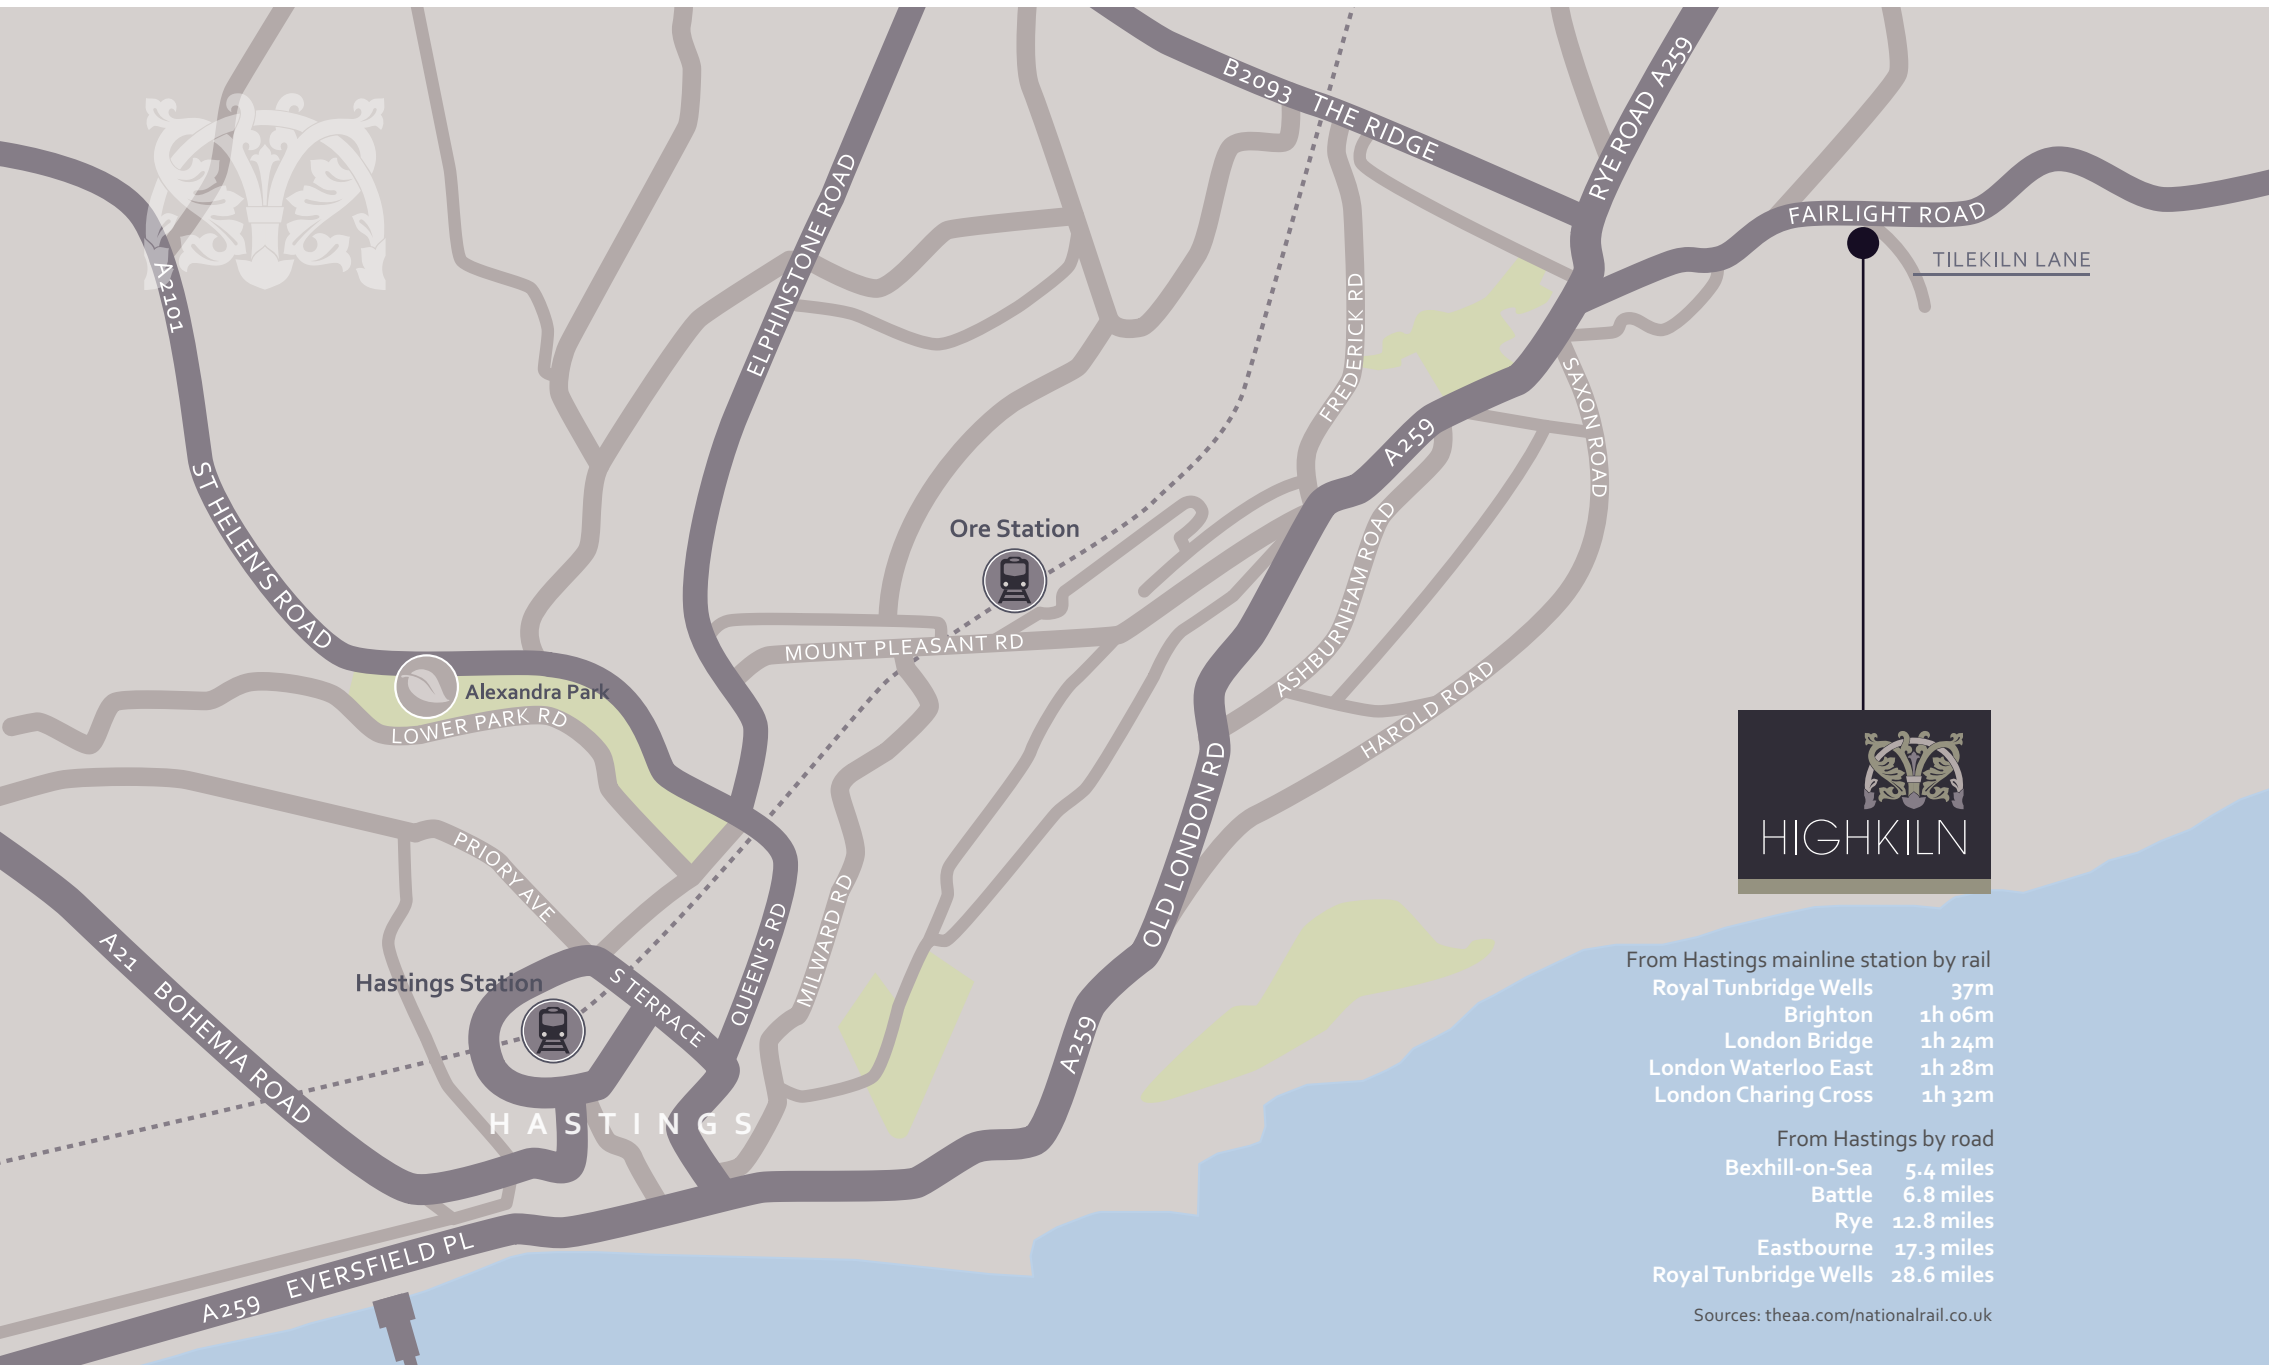 B2093 THE RIDGE
RYE ROAD A259
ELPHINSTONE ROAD
FAIRLIGHT ROAD
TILEKILN LANE
A2101
FREDERICK RD
SAXON ROAD
A259
ST HELEN'S ROAD
Ore Station
ASHBURNHAM ROAD
MOUNT PLEASANT RD
Alexandra Park
LOWER PARK RD
HAROLD ROAD
OLD LONDON RD
HIGHKILN
PRIORY AVE
MILWARD RD
QUEEN'S RD
A21 BOHEMIA ROAD
Hastings Station
S TERRACE
A259
HASTINGS
A259 EVERSFIELD PL
From Hastings mainline station by rail
Royal Tunbridge Wells 37m
Brighton 1h 06m
London Bridge 1h 24m
London Waterloo East 1h 28m
London Charing Cross 1h 32m
From Hastings by road
Bexhill-on-Sea 5.4 miles
Battle 6.8 miles
Rye 12.8 miles
Eastbourne 17.3 miles
Royal Tunbridge Wells 28.6 miles
Sources: theaa.com/nationalrail.co.uk